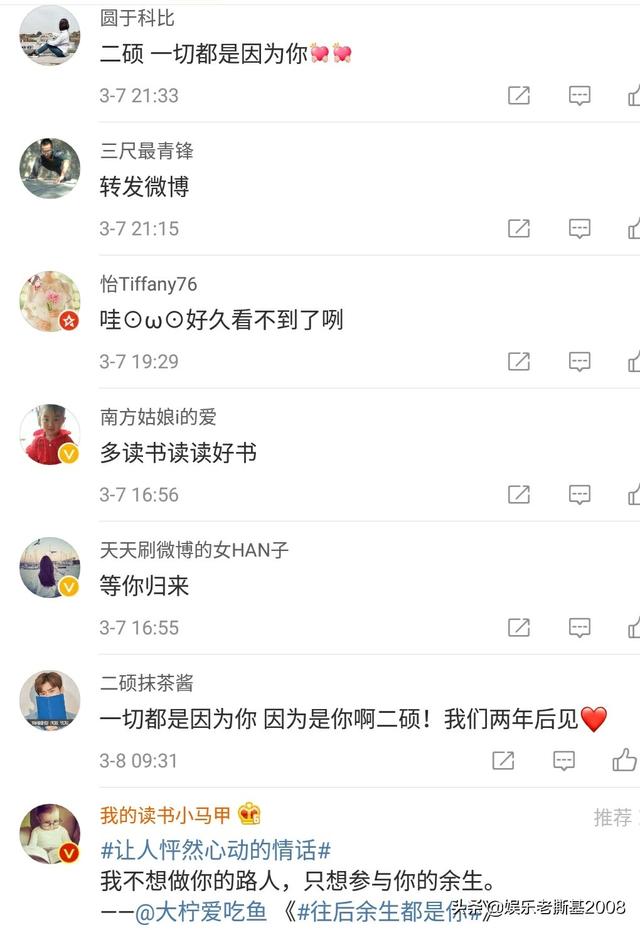 圆于科比
二硕 一切都是因为你💘💘
3-7 21:33
三尺最青锋
转发微博
3-7 21:15
怡Tiffany76
哇⊙ω⊙好久看不到了咧
3-7 19:29
南方姑娘i的爱
多读书读读好书
3-7 16:56
天天刷微博的女HAN子
等你归来
3-7 16:55
二硕抹茶酱
一切都是因为你 因为是你啊二硕！我们两年后见❤️
3-8 09:31
我的读书小马甲
推荐
#让人怦然心动的情话#
我不想做你的路人，只想参与你的余生。
——@大柠爱吃鱼 《#往后余生都是你#》
头条@娱乐老撕基2008